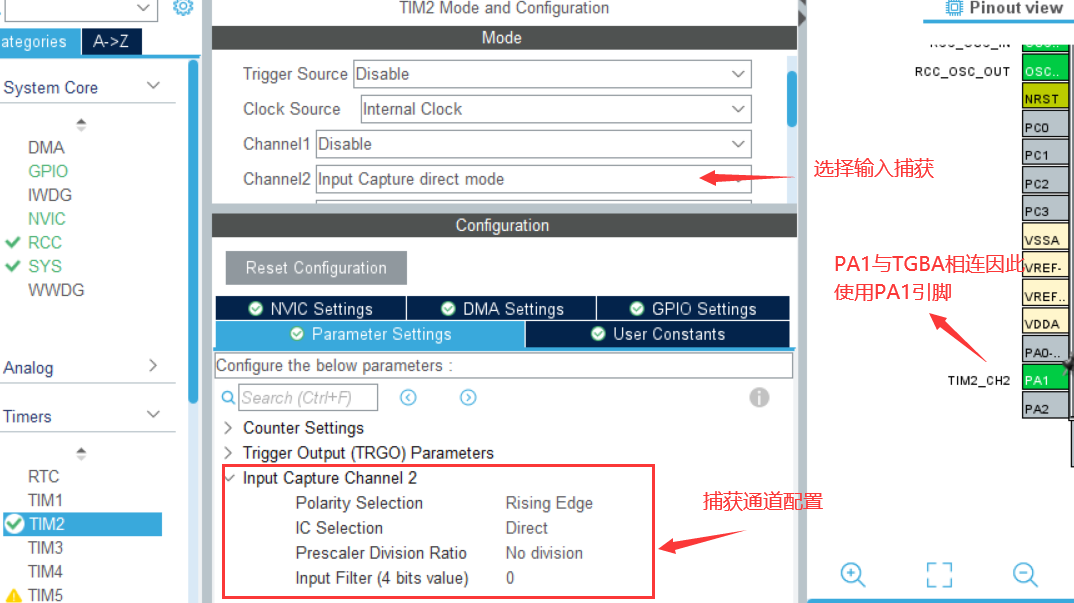 TIM2 Mode and Configuration
Pinout view
ategories
A->Z
Mode
System Core
Trigger Source
Disable
RCC_OSC_OUT
OSC..
Clock Source
Internal Clock
NRST
DMA
Channel1
Disable
PC0
GPIO
PC1
IWDG
Channel2
Input Capture direct mode
选择输入捕获
PC2
NVIC
PC3
RCC
Configuration
VSSA
SYS
Reset Configuration
PA1与TGBA相连因此
使用PA1引脚
VREF-
WWDG
VREF..
NVIC Settings
DMA Settings
GPIO Settings
VDDA
Parameter Settings
User Constants
PA0-..
Analog
Configure the below parameters :
TIM2_CH2
PA1
Search (Ctrl+F)
PA2
Timers
Counter Settings
Trigger Output (TRGO) Parameters
RTC
Input Capture Channel 2
TIM1
Polarity Selection
Rising Edge
捕获通道配置
TIM2
IC Selection
Direct
TIM3
Prescaler Division Ratio
No division
TIM4
Input Filter (4 bits value)
0
TIM5